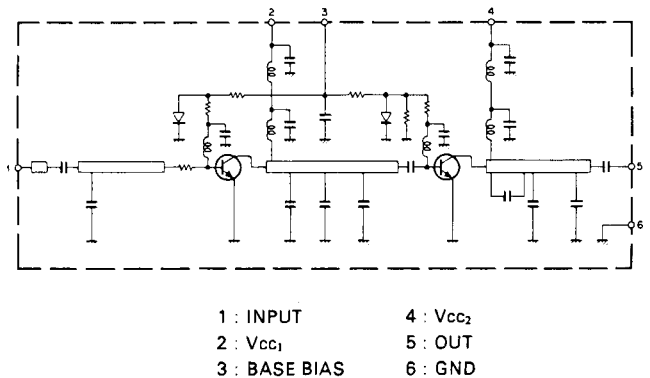 2 3 4
1
5
6
1 : INPUT 4 : Vcc₂
2 : Vcc₁ 5 : OUT
3 : BASE BIAS 6 : GND